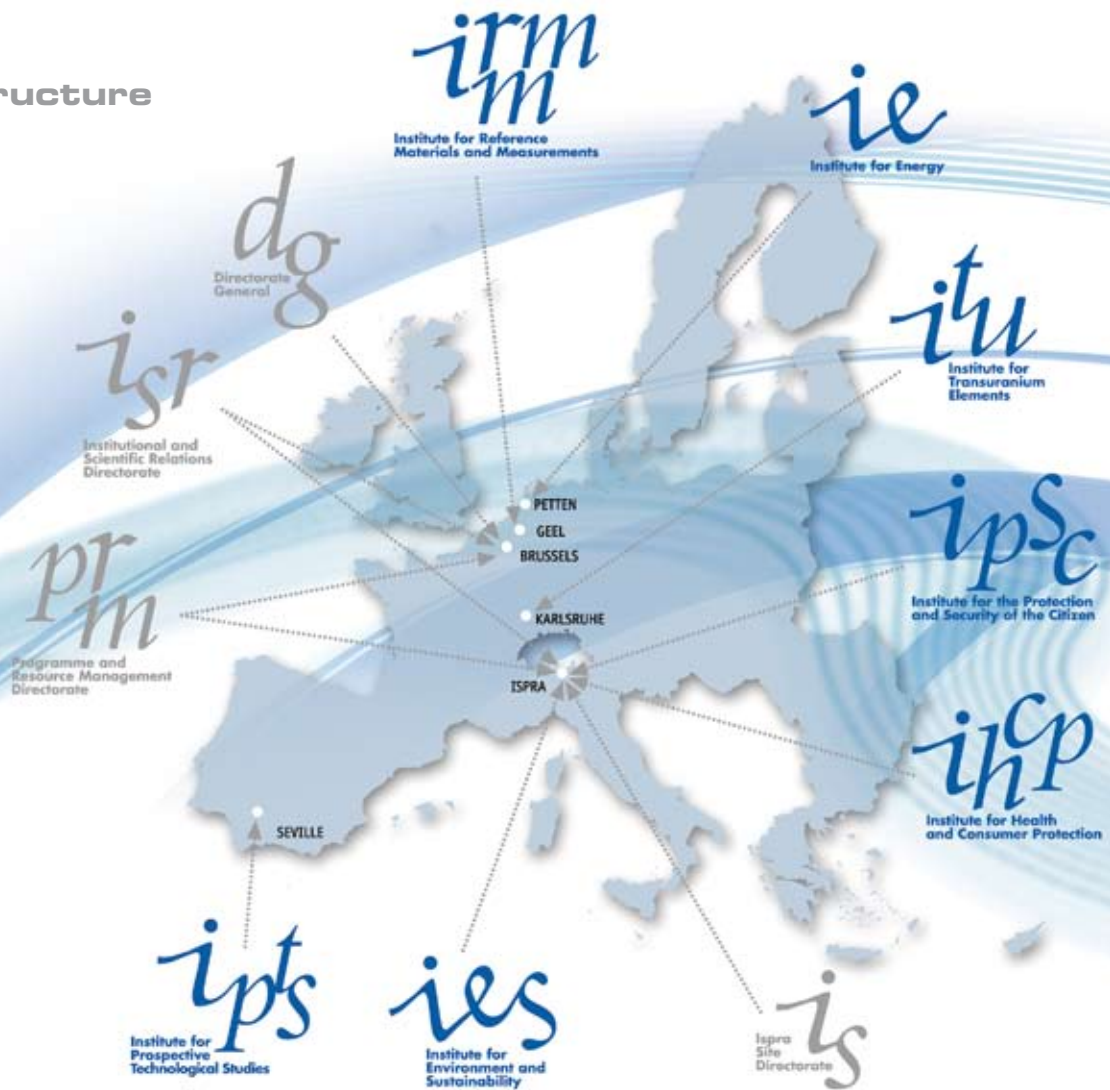 ructure
irm
m
Institute for Reference
Materials and Measurements
ie
Institute for Energy
dg
Directorate
General
itu
Institute for
Transuranium
Elements
isr
Institutional and
Scientific Relations
Directorate
ipsc
Institute for the Protection
and Security of the Citizen
PETTEN
GEEL
BRUSSELS
prm
Programme and
Resource Management
Directorate
KARLSRUHE
ISPRA
ihcp
Institute for Health
and Consumer Protection
SEVILLE
ipts
Institute for
Prospective
Technological Studies
ies
Institute for
Environment and
Sustainability
is
Ispra
Site
Directorate